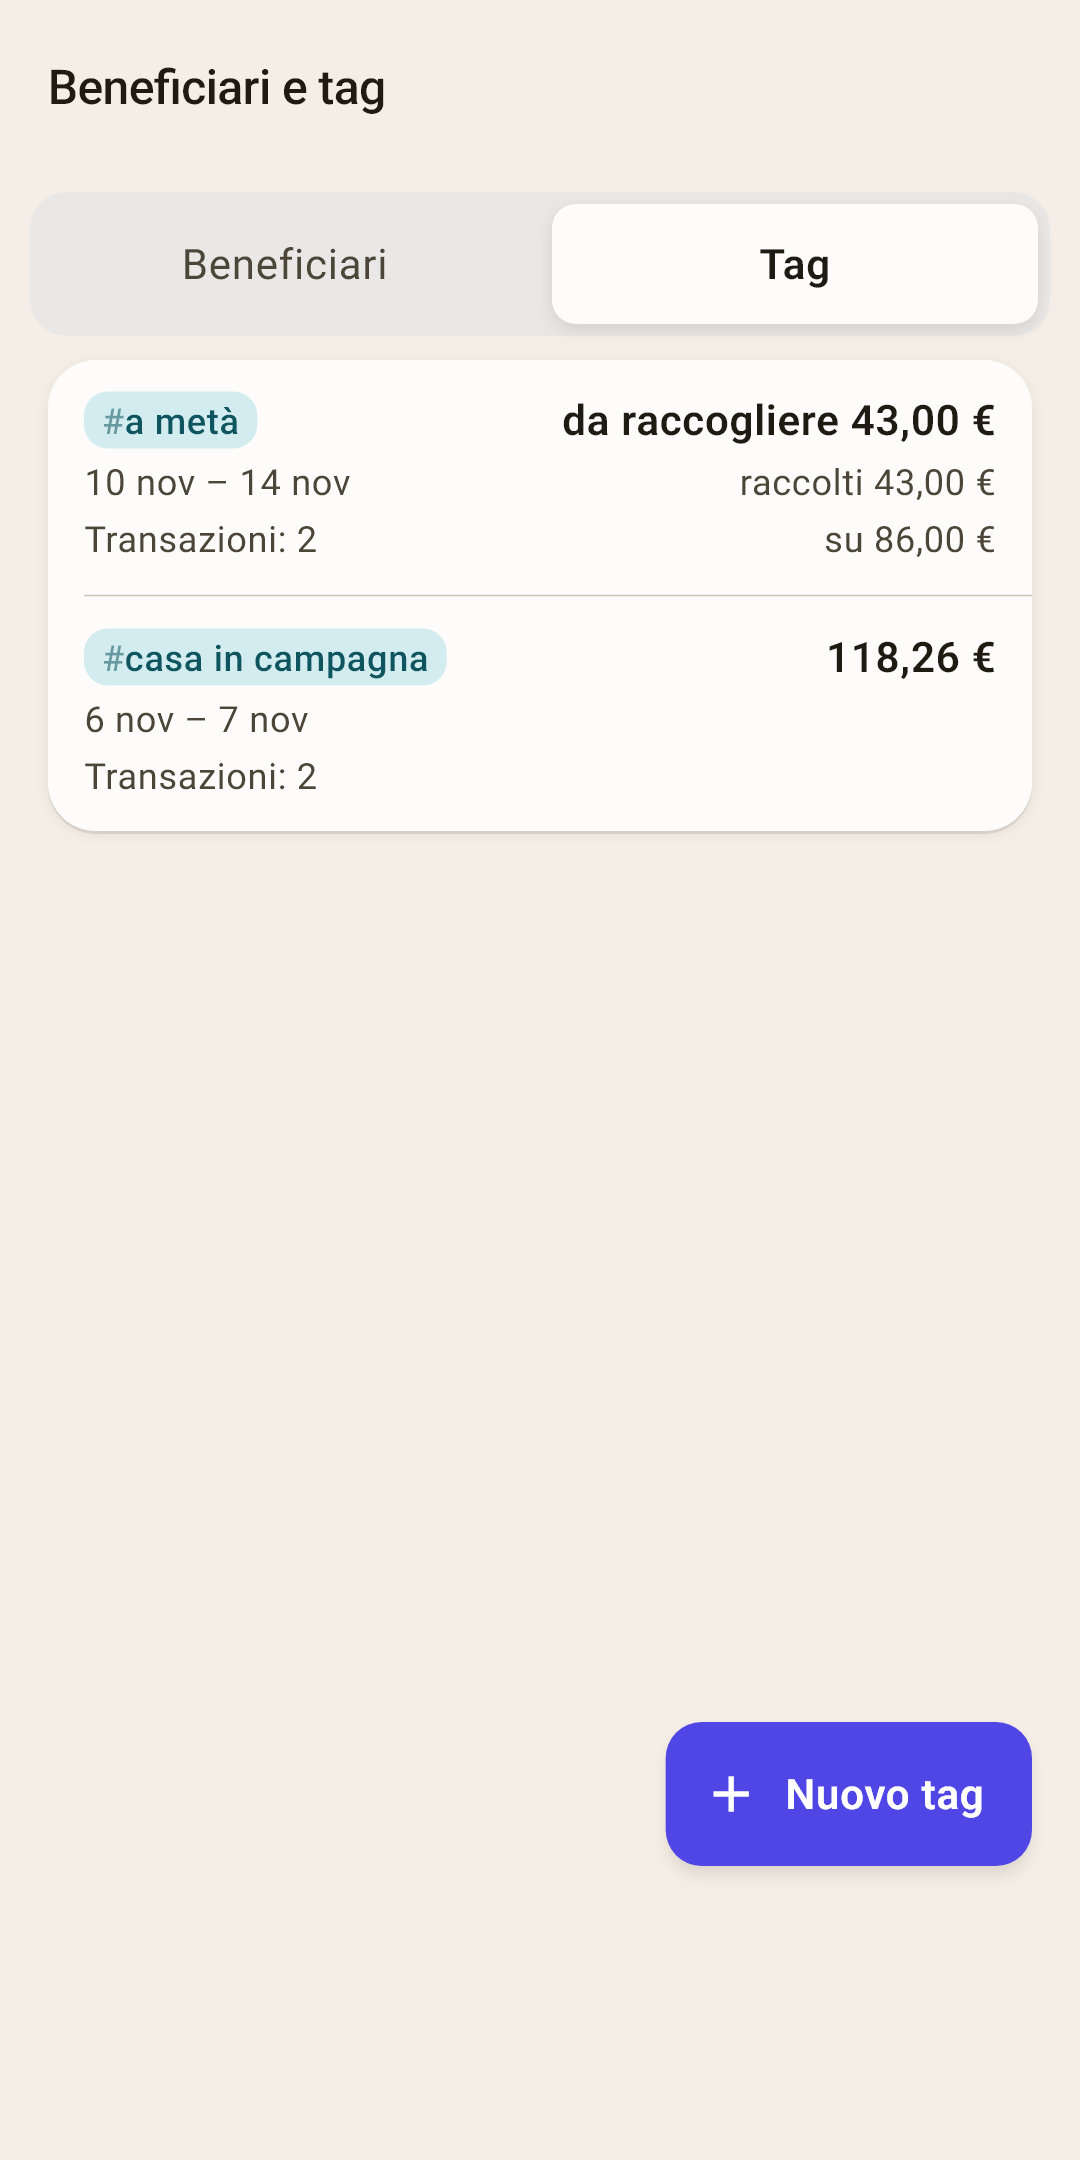 Beneficiari e tag
Beneficiari
Tag
#a metà
da raccogliere 43,00 €
10 nov – 14 nov
raccolti 43,00 €
Transazioni: 2
su 86,00 €
#casa in campagna
118,26 €
6 nov – 7 nov
Transazioni: 2
+ Nuovo tag